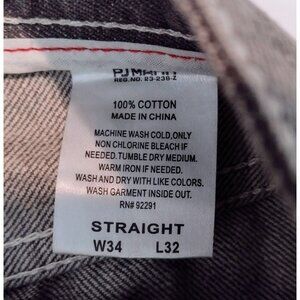 REG.NO. 23-238-Z
100% COTTON
MADE IN CHINA
MACHINE WASH COLD,ONLY
NON CHLORINE BLEACH IF
NEEDED.TUMBLE DRY MEDIUM.
WARM IRON IF NEEDED.
WASH AND DRY WITH LIKE COLORS.
WASH GARMENT INSIDE OUT.
RN# 92291
STRAIGHT
W34 L32